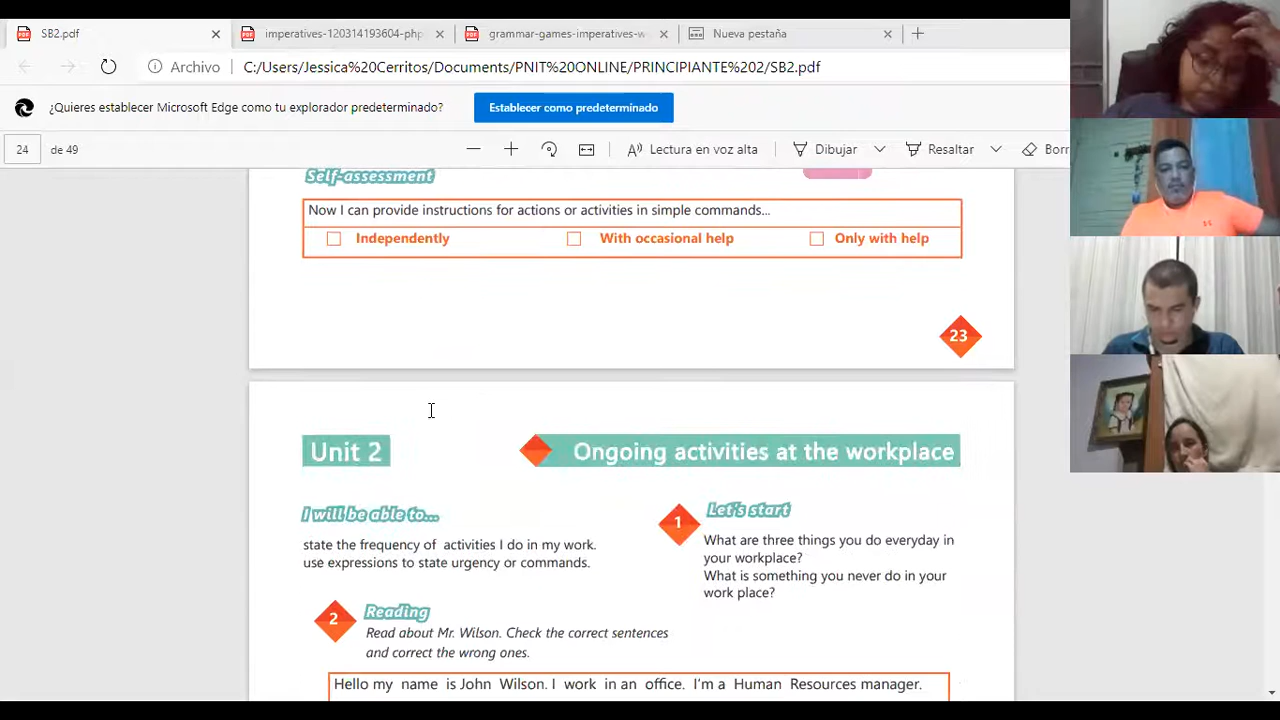 SB2.pdf
imperatives-120314193604-php
grammar-games-imperatives-w
Nueva pestaña
Archivo
C:/Users/Jessica%20Cerritos/Documents/PNIT%20ONLINE/PRINCIPIANTE%202/SB2.pdf
¿Quieres establecer Microsoft Edge como tu explorador predeterminado?
Establecer como predeterminado
24 de 49
Lectura en voz alta
Dibujar
Resaltar
Borr
Self-assessment
Now I can provide instructions for actions or activities in simple commands...
Independently
With occasional help
Only with help
23
Unit 2
Ongoing activities at the workplace
I will be able to...
state the frequency of activities I do in my work.
use expressions to state urgency or commands.
1
Let's start
What are three things you do everyday in
your workplace?
What is something you never do in your
work place?
2
Reading
Read about Mr. Wilson. Check the correct sentences
and correct the wrong ones.
Hello my name is John Wilson. I work in an office. I'm a Human Resources manager.